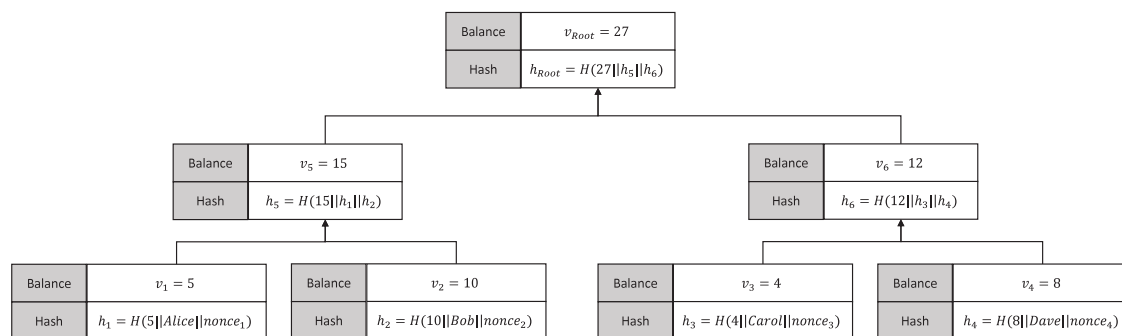 Balance v_Root = 27
Hash h_Root = H(27||h_5||h_6)
Balance v_5 = 15
Hash h_5 = H(15||h_1||h_2)
Balance v_6 = 12
Hash h_6 = H(12||h_3||h_4)
Balance v_1 = 5
Hash h_1 = H(5||Alice||nonce_1)
Balance v_2 = 10
Hash h_2 = H(10||Bob||nonce_2)
Balance v_3 = 4
Hash h_3 = H(4||Carol||nonce_3)
Balance v_4 = 8
Hash h_4 = H(8||Dave||nonce_4)